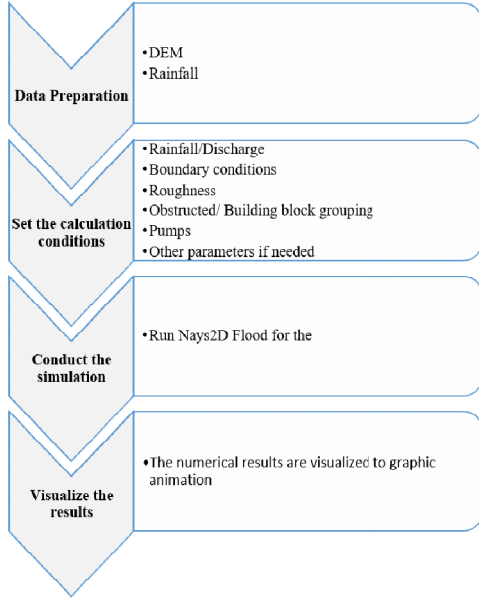 Data Preparation
•DEM
•Rainfall
Set the calculation
conditions
•Rainfall/Discharge
•Boundary conditions
•Roughness
•Obstructed/ Building block grouping
•Pumps
•Other parameters if needed
Conduct the
simulation
•Run Nays2D Flood for the
Visualize the
results
•The numerical results are visualized to graphic
animation